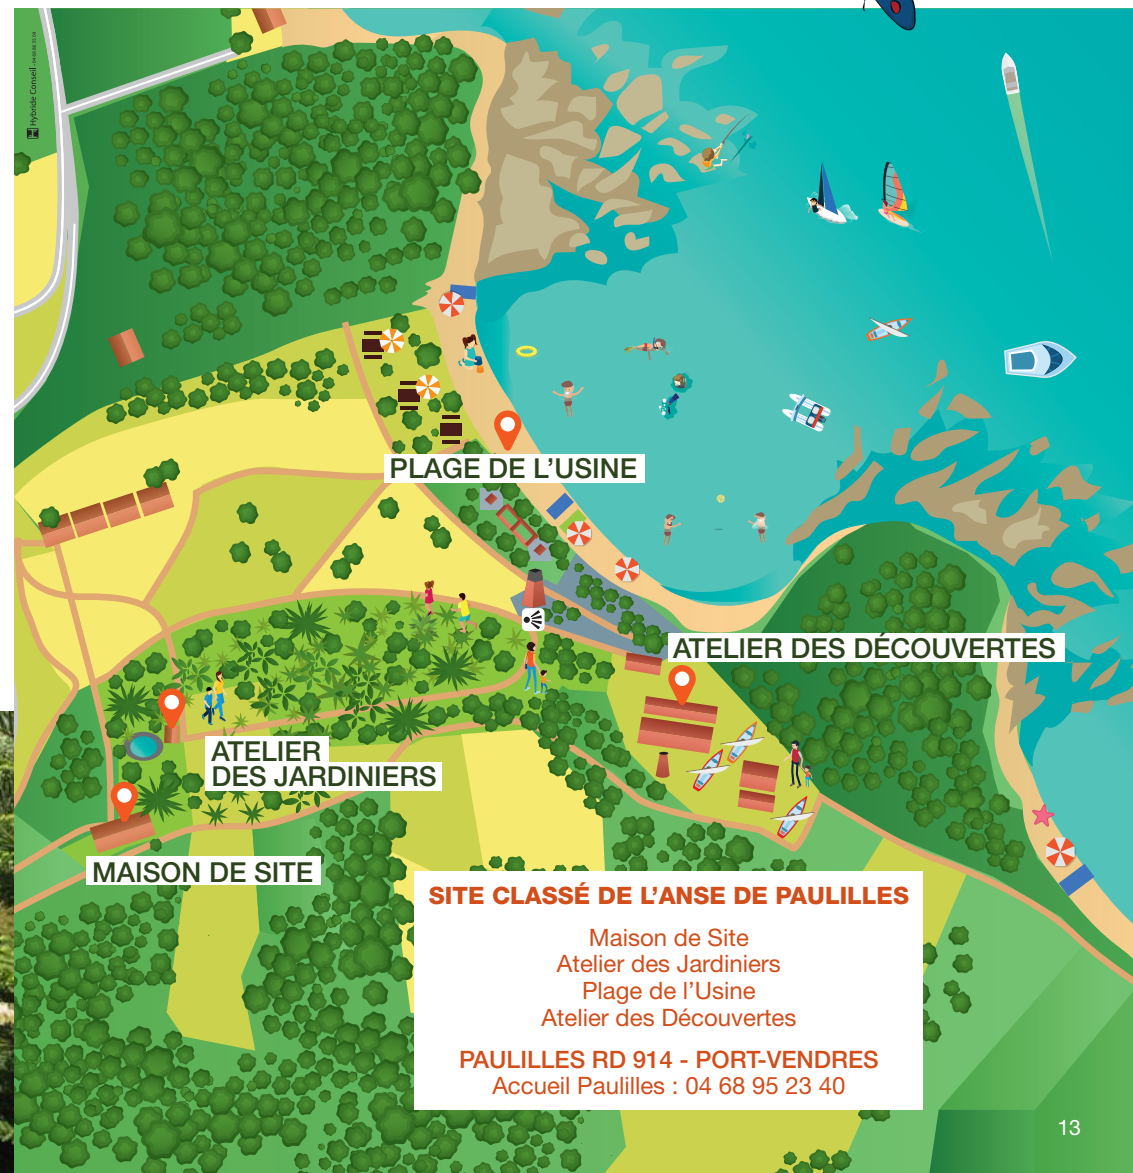 Hybride Conseil
PLAGE DE L'USINE
ATELIER DES DÉCOUVERTES
ATELIER
DES JARDINIERS
MAISON DE SITE
SITE CLASSÉ DE L'ANSE DE PAULILLES
Maison de Site
Atelier des Jardiniers
Plage de l'Usine
Atelier des Découvertes
PAULILLES RD 914 - PORT-VENDRES
Accueil Paulilles : 04 68 95 23 40
13